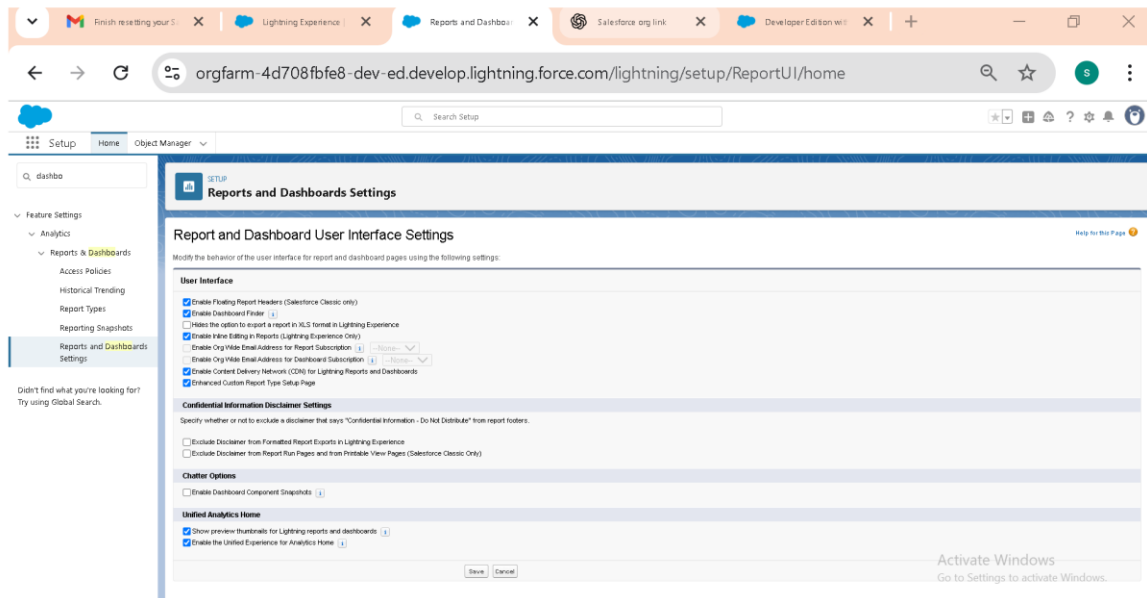 Finish resetting your S
Lightning Experience |
Reports and Dashboar
Salesforce org link
Developer Edition wit
orgfarm-4d708fbfe8-dev-ed.develop.lightning.force.com/lightning/setup/ReportUI/home
S
Search Setup
Setup Home Object Manager
dashbo
SETUP
Reports and Dashboards Settings
Feature Settings
Analytics
Reports & Dashboards
Access Policies
Historical Trending
Report Types
Reporting Snapshots
Reports and Dashboards
Settings
Didn't find what you're looking for?
Try using Global Search.
Report and Dashboard User Interface Settings
Help for this Page
Modify the behavior of the user interface for report and dashboard pages using the following settings:
User Interface
Enable Floating Report Headers (Salesforce Classic only)
Enable Dashboard Finder i
Hides the option to export a report in XLS format in Lightning Experience
Enable Inline Editing in Reports (Lightning Experience Only)
Enable Org Wide Email Address for Report Subscription i --None--
Enable Org Wide Email Address for Dashboard Subscription i --None--
Enable Content Delivery Network (CDN) for Lightning Reports and Dashboards
Enhanced Custom Report Type Setup Page
Confidential Information Disclaimer Settings
Specify whether or not to exclude a disclaimer that says "Confidential Information - Do Not Distribute" from report footers.
Exclude Disclaimer from Formatted Report Exports in Lightning Experience
Exclude Disclaimer from Report Run Pages and from Printable View Pages (Salesforce Classic Only)
Chatter Options
Enable Dashboard Component Snapshots i
Unified Analytics Home
Show preview thumbnails for Lightning reports and dashboards i
Enable the Unified Experience for Analytics Home i
Save Cancel
Activate Windows
Go to Settings to activate Windows.